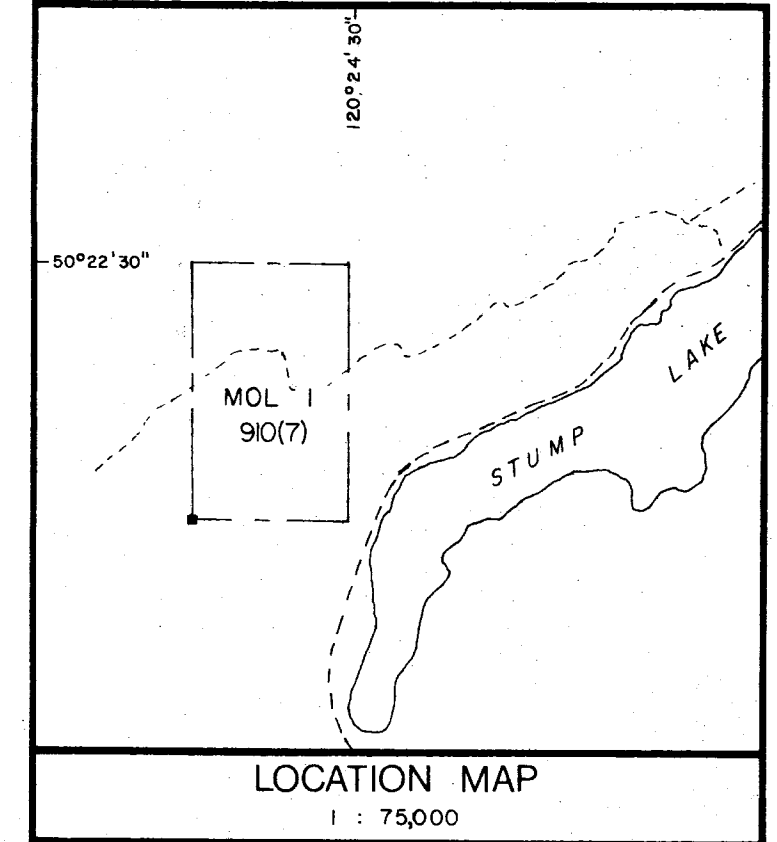 120°24'30"
50°22'30"
MOL 1
910(7)
STUMP LAKE
LOCATION MAP
1 : 75,000